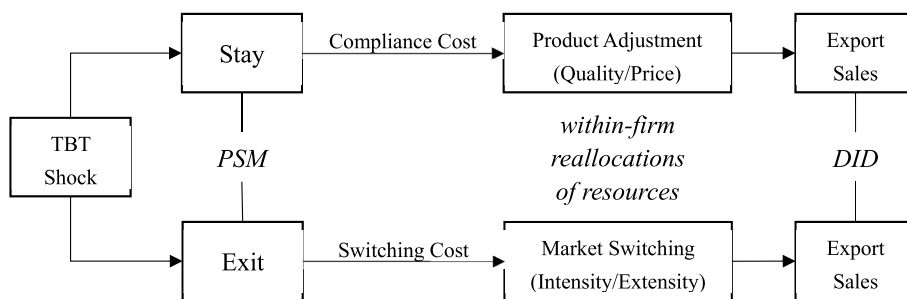 Stay
Compliance Cost
Product Adjustment
(Quality/Price)
Export
Sales
TBT
Shock
PSM
within-firm
reallocations
of resources
DID
Exit
Switching Cost
Market Switching
(Intensity/Extensity)
Export
Sales